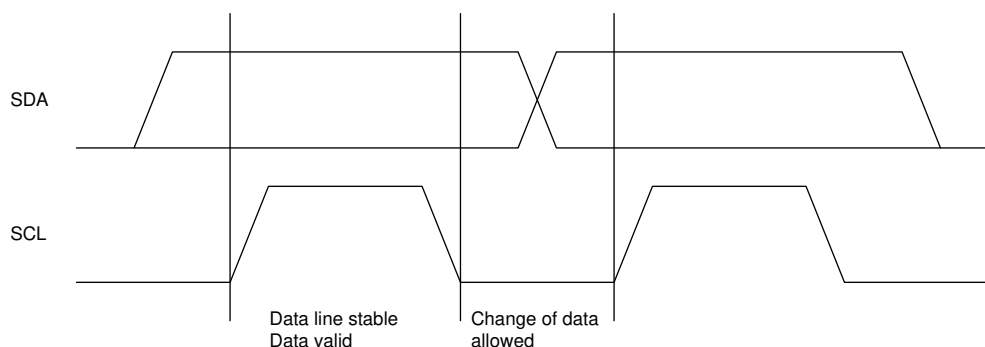 SDA
SCL
Data line stable
Data valid
Change of data
allowed